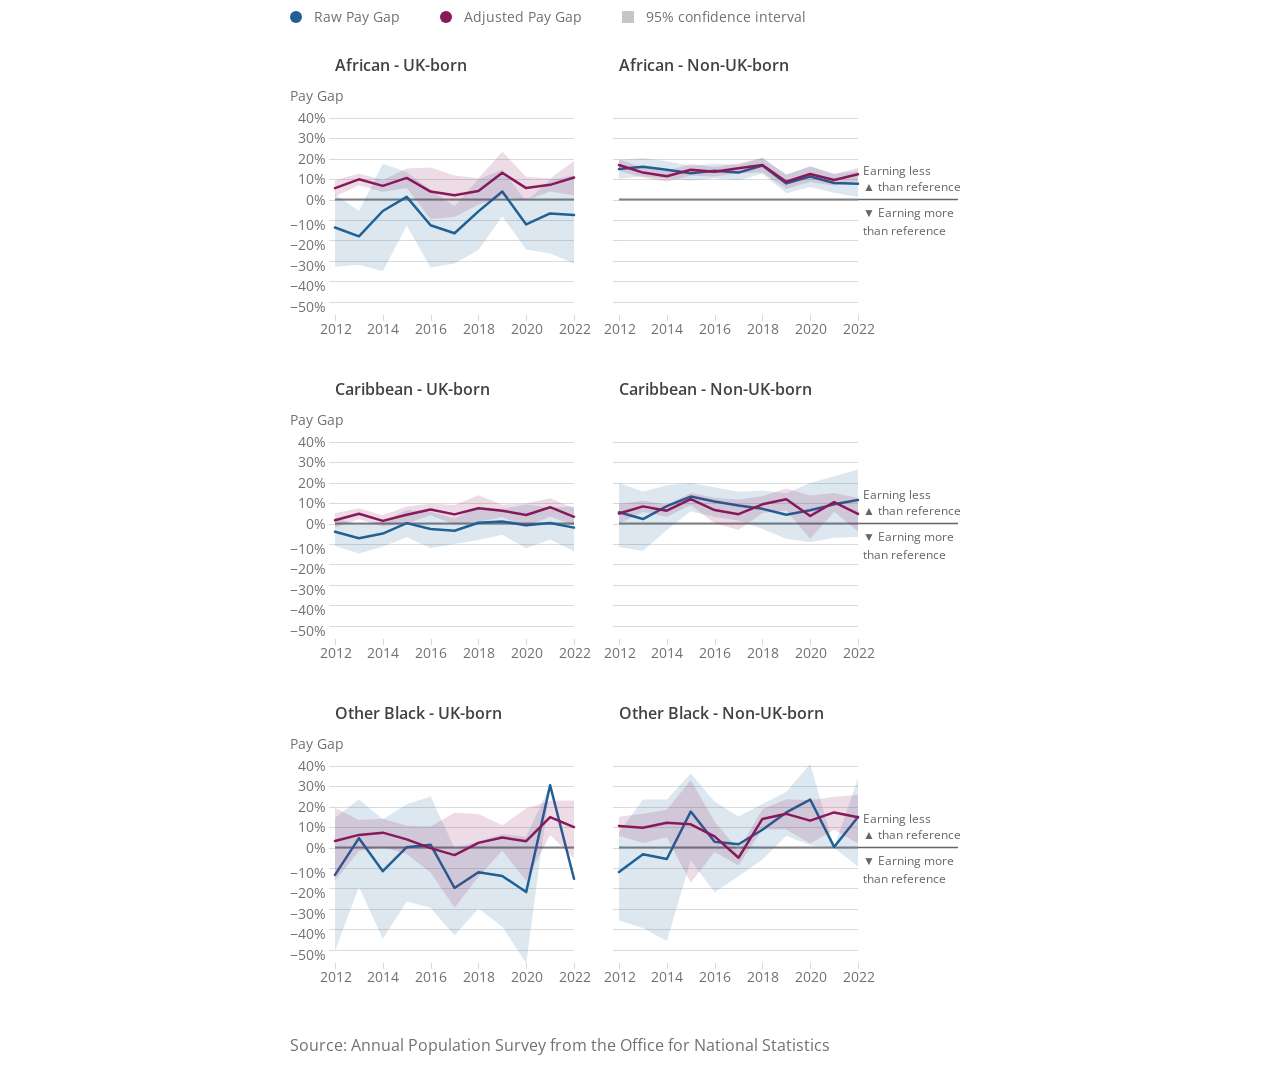 Raw Pay Gap Adjusted Pay Gap 95% confidence interval
African - UK-born African - Non-UK-born
Pay Gap
40%
30%
20%
10%
0%
−10%
−20%
−30%
−40%
−50%
Earning less
▲ than reference
▼ Earning more
than reference
2012 2014 2016 2018 2020 2022 2012 2014 2016 2018 2020 2022
Caribbean - UK-born Caribbean - Non-UK-born
Pay Gap
40%
30%
20%
10%
0%
−10%
−20%
−30%
−40%
−50%
Earning less
▲ than reference
▼ Earning more
than reference
2012 2014 2016 2018 2020 2022 2012 2014 2016 2018 2020 2022
Other Black - UK-born Other Black - Non-UK-born
Pay Gap
40%
30%
20%
10%
0%
−10%
−20%
−30%
−40%
−50%
Earning less
▲ than reference
▼ Earning more
than reference
2012 2014 2016 2018 2020 2022 2012 2014 2016 2018 2020 2022
Source: Annual Population Survey from the Office for National Statistics